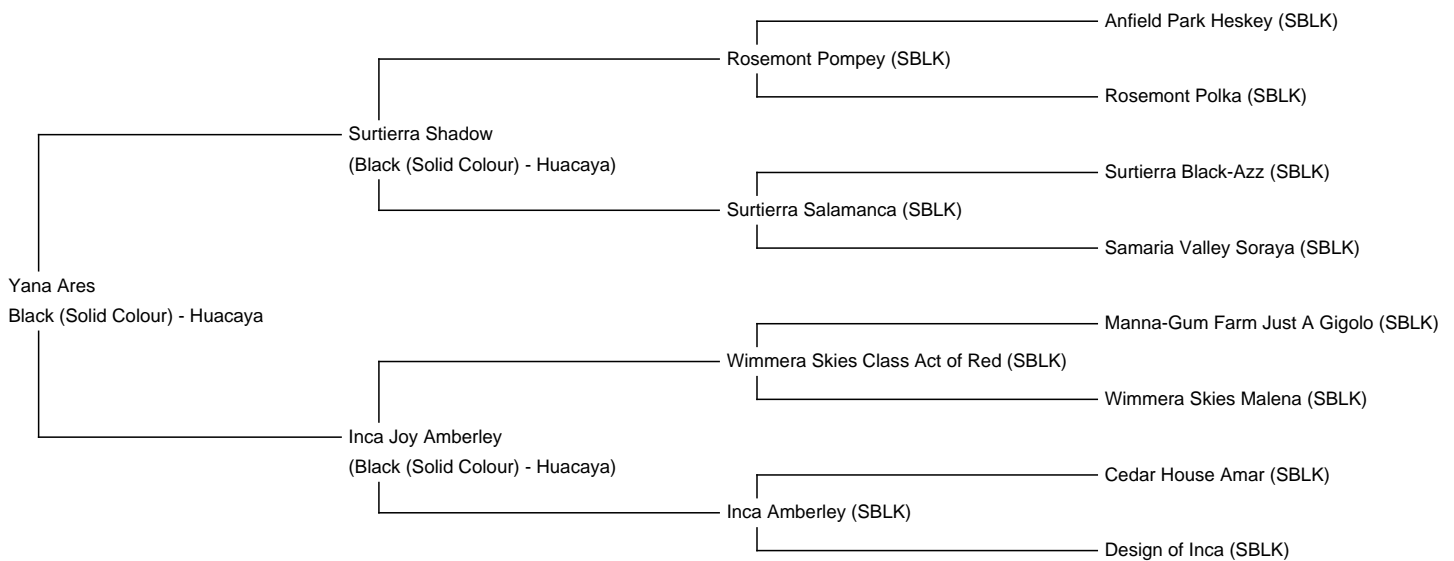 Anfield Park Heskey (SBLK)
Rosemont Pompey (SBLK)
Rosemont Polka (SBLK)
Surtierra Shadow
(Black (Solid Colour) - Huacaya)
Surtierra Black-Azz (SBLK)
Surtierra Salamanca (SBLK)
Samaria Valley Soraya (SBLK)
Yana Ares
Black (Solid Colour) - Huacaya
Manna-Gum Farm Just A Gigolo (SBLK)
Wimmera Skies Class Act of Red (SBLK)
Wimmera Skies Malena (SBLK)
Inca Joy Amberley
(Black (Solid Colour) - Huacaya)
Cedar House Amar (SBLK)
Inca Amberley (SBLK)
Design of Inca (SBLK)